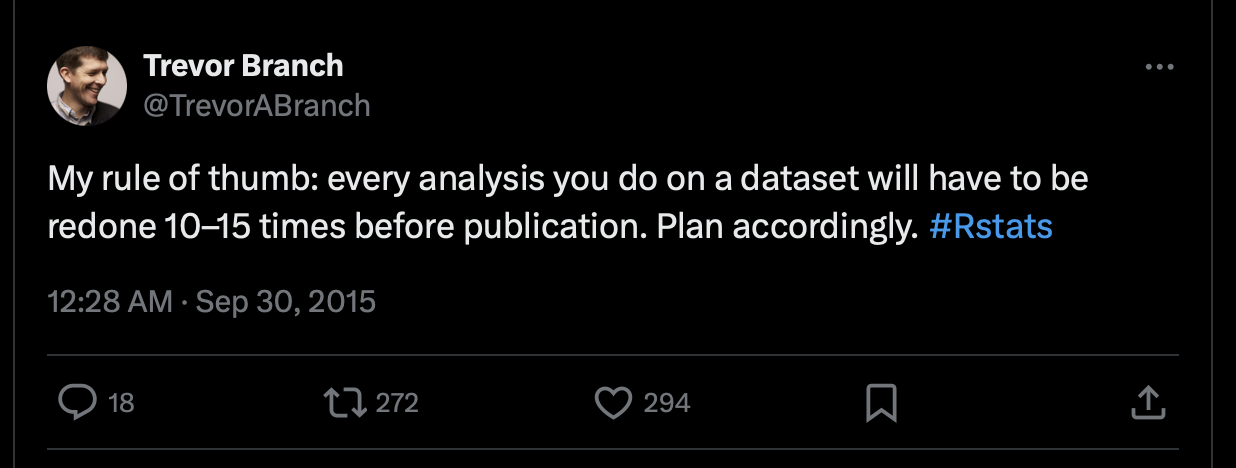 Trevor Branch
@TrevorABranch
My rule of thumb: every analysis you do on a dataset will have to be
redone 10–15 times before publication. Plan accordingly. #Rstats
12:28 AM · Sep 30, 2015
18 272 294